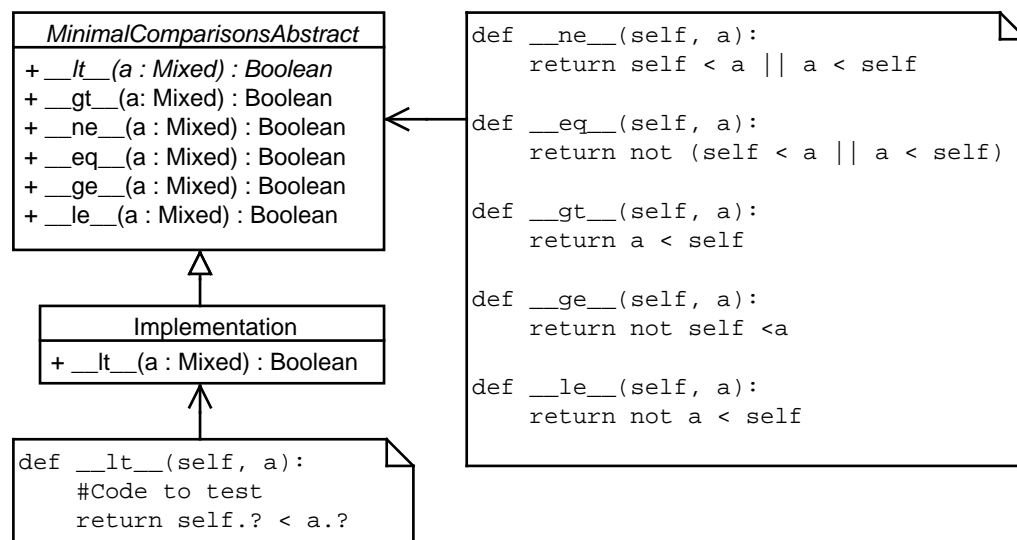 MinimalComparisonsAbstract
+ __lt__(a : Mixed) : Boolean
+ __gt__(a: Mixed) : Boolean
+ __ne__(a : Mixed) : Boolean
+ __eq__(a : Mixed) : Boolean
+ __ge__(a : Mixed) : Boolean
+ __le__(a : Mixed) : Boolean
Implementation
+ __lt__(a : Mixed) : Boolean
def __lt__(self, a):
    #Code to test
    return self.? < a.?
def __ne__(self, a):
    return self < a || a < self
def __eq__(self, a):
    return not (self < a || a < self)
def __gt__(self, a):
    return a < self
def __ge__(self, a):
    return not self <a
def __le__(self, a):
    return not a < self